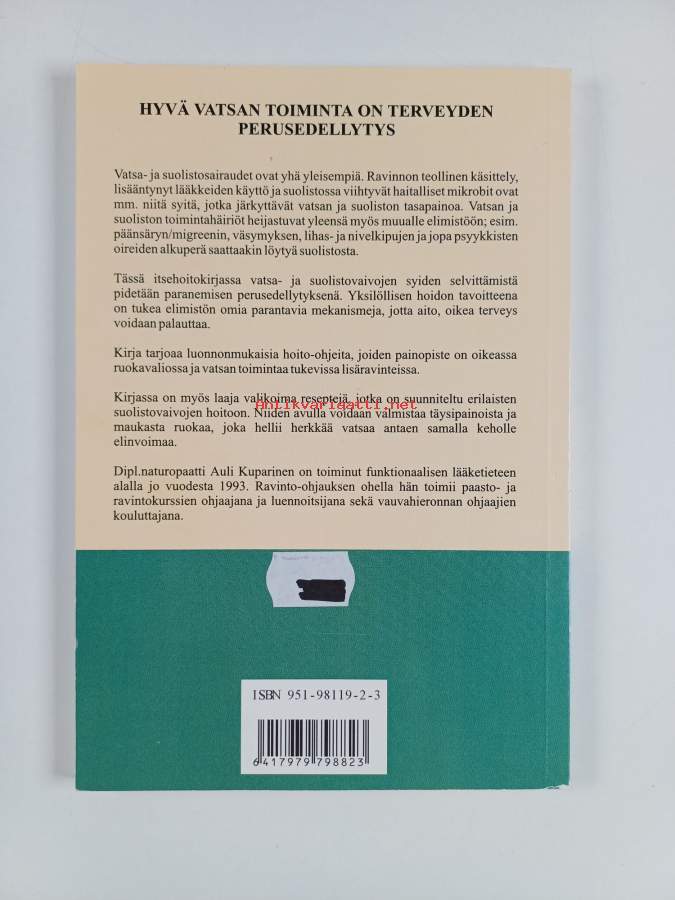 HYVÄ VATSAN TOIMINTA ON TERVEYDEN
PERUSEDELLYTYS
Vatsa- ja suolistosairaudet ovat yhä yleisempiä. Ravinnon teollinen käsittely,
lisääntynyt lääkkeiden käyttö ja suolistossa viihtyvät haitalliset mikrobit ovat
mm. niitä syitä, jotka järkyttävät vatsan ja suoliston tasapainoa. Vatsan ja
suoliston toimintahäiriöt heijastuvat yleensä myös muualle elimistöön; esim.
päänsäryn/migreenin, väsymyksen, lihas- ja nivelkipujen ja jopa psyykkisten
oireiden alkuperä saattaakin löytyä suolistosta.
Tässä itsehoitokirjassa vatsa- ja suolistovaivojen syiden selvittämistä
pidetään paranemisen perusedellytyksenä. Yksilöllisen hoidon tavoitteena
on tukea elimistön omia parantavia mekanismeja, jotta aito, oikea terveys
voidaan palauttaa.
Kirja tarjoaa luonnonmukaisia hoito-ohjeita, joiden painopiste on oikeassa
ruokavaliossa ja vatsan toimintaa tukevissa lisäravinteissa.
Kirjassa on myös laaja valikoima reseptejä, jotka on suunniteltu erilaisten
Antikvariaatti.net
suolistovaivojen hoitoon. Niiden avulla voidaan valmistaa täysipainoista ja
maukasta ruokaa, joka hellii herkkää vatsaa antaen samalla keholle
elinvoimaa.
Dipl.naturopaatti Auli Kuparinen on toiminut funktionaalisen lääketieteen
alalla jo vuodesta 1993. Ravinto-ohjauksen ohella hän toimii paasto- ja
ravintokurssien ohjaajana ja luennoitsijana sekä vauvahieronnan ohjaajien
kouluttajana.
ISBN 951-98119-2-3
6417979798823